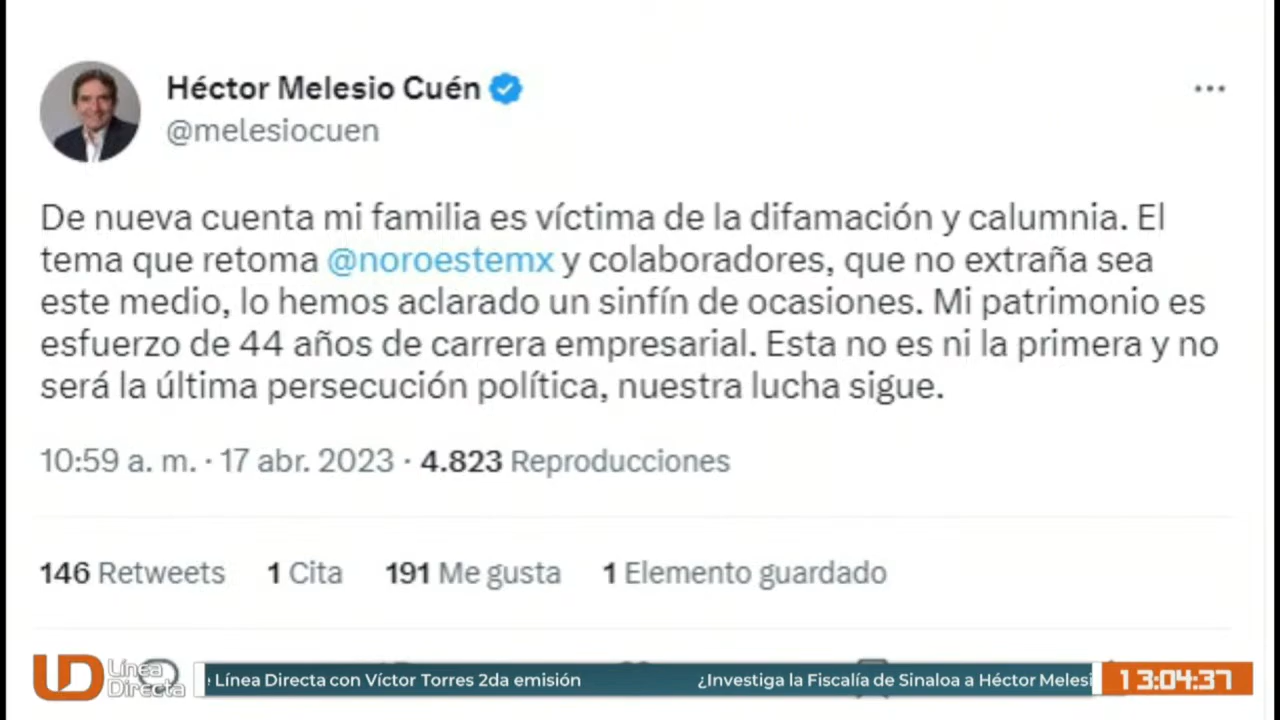 Héctor Melesio Cuén
@melesiocuen
De nueva cuenta mi familia es víctima de la difamación y calumnia. El
tema que retoma @noroestemx y colaboradores, que no extraña sea
este medio, lo hemos aclarado un sinfín de ocasiones. Mi patrimonio es
esfuerzo de 44 años de carrera empresarial. Esta no es ni la primera y no
será la última persecución política, nuestra lucha sigue.
10:59 a. m. · 17 abr. 2023 · 4.823 Reproducciones
146 Retweets 1 Cita 191 Me gusta 1 Elemento guardado
LD Línea
Directa
Línea Directa con Víctor Torres 2da emisión ¿Investiga la Fiscalía de Sinaloa a Héctor Melesi
13:04:37